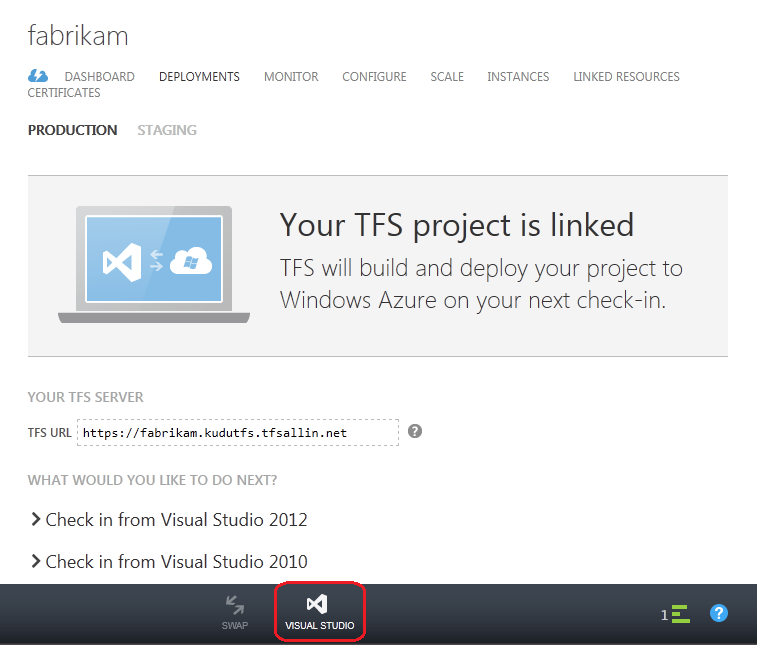 fabrikam
DASHBOARD DEPLOYMENTS MONITOR CONFIGURE SCALE INSTANCES LINKED RESOURCES
CERTIFICATES
PRODUCTION STAGING
Your TFS project is linked
TFS will build and deploy your project to
Windows Azure on your next check-in.
YOUR TFS SERVER
TFS URL https://fabrikam.kudutfs.tfsallin.net ?
WHAT WOULD YOU LIKE TO DO NEXT?
Check in from Visual Studio 2012
Check in from Visual Studio 2010
SWAP VISUAL STUDIO 1 ?